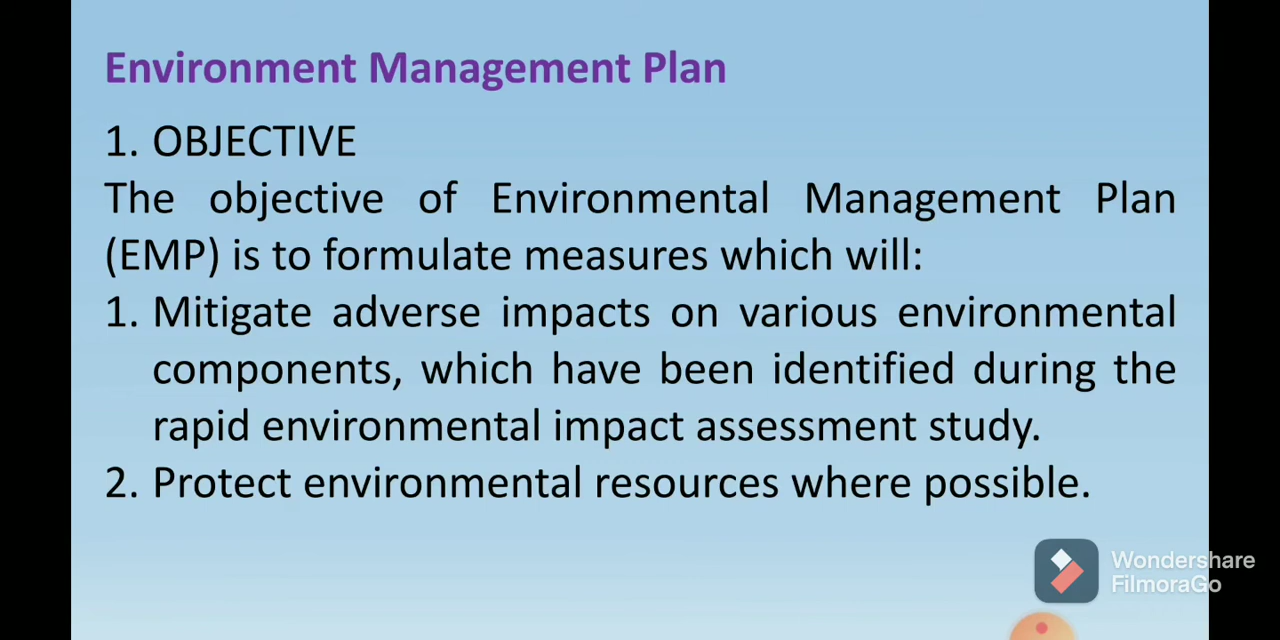 Environment Management Plan
1. OBJECTIVE
The objective of Environmental Management Plan
(EMP) is to formulate measures which will:
1. Mitigate adverse impacts on various environmental
components, which have been identified during the
rapid environmental impact assessment study.
2. Protect environmental resources where possible.
Wondershare
FilmoraGo